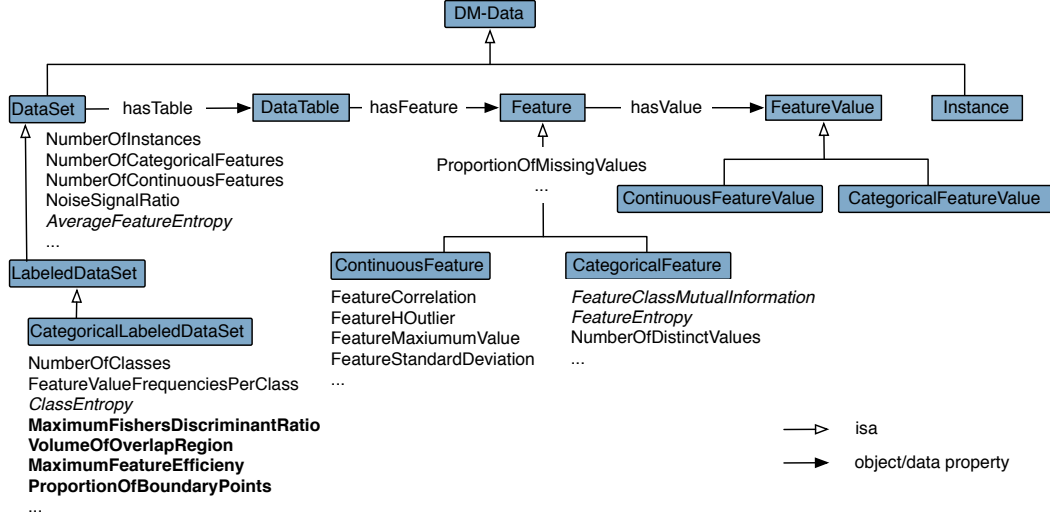 DM-Data
DataSet
hasTable
DataTable
hasFeature
Feature
hasValue
FeatureValue
Instance
NumberOfInstances
NumberOfCategoricalFeatures
NumberOfContinuousFeatures
NoiseSignalRatio
AverageFeatureEntropy
...
ProportionOfMissingValues
...
ContinuousFeatureValue
CategoricalFeatureValue
LabeledDataSet
ContinuousFeature
CategoricalFeature
FeatureCorrelation
FeatureHOutlier
FeatureMaxiumumValue
FeatureStandardDeviation
...
FeatureClassMutualInformation
FeatureEntropy
NumberOfDistinctValues
...
CategoricalLabeledDataSet
NumberOfClasses
FeatureValueFrequenciesPerClass
ClassEntropy
MaximumFishersDiscriminantRatio
VolumeOfOverlapRegion
MaximumFeatureEfficieny
ProportionOfBoundaryPoints
...
isa
object/data property